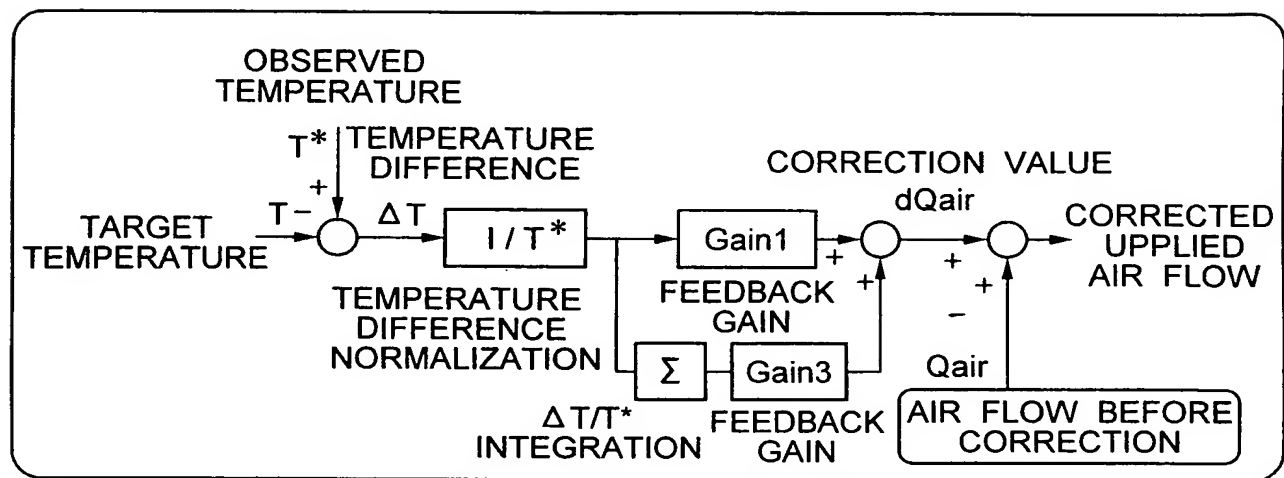 OBSERVED
TEMPERATURE
T*
+
TEMPERATURE
DIFFERENCE
TARGET
TEMPERATURE
T −
ΔT
I / T*
TEMPERATURE
DIFFERENCE
NORMALIZATION
Gain1
+
FEEDBACK
GAIN
Σ
ΔT/T*
INTEGRATION
Gain3
FEEDBACK
GAIN
+
CORRECTION VALUE
dQair
+
+
−
Qair
AIR FLOW BEFORE
CORRECTION
CORRECTED
UPPLIED
AIR FLOW